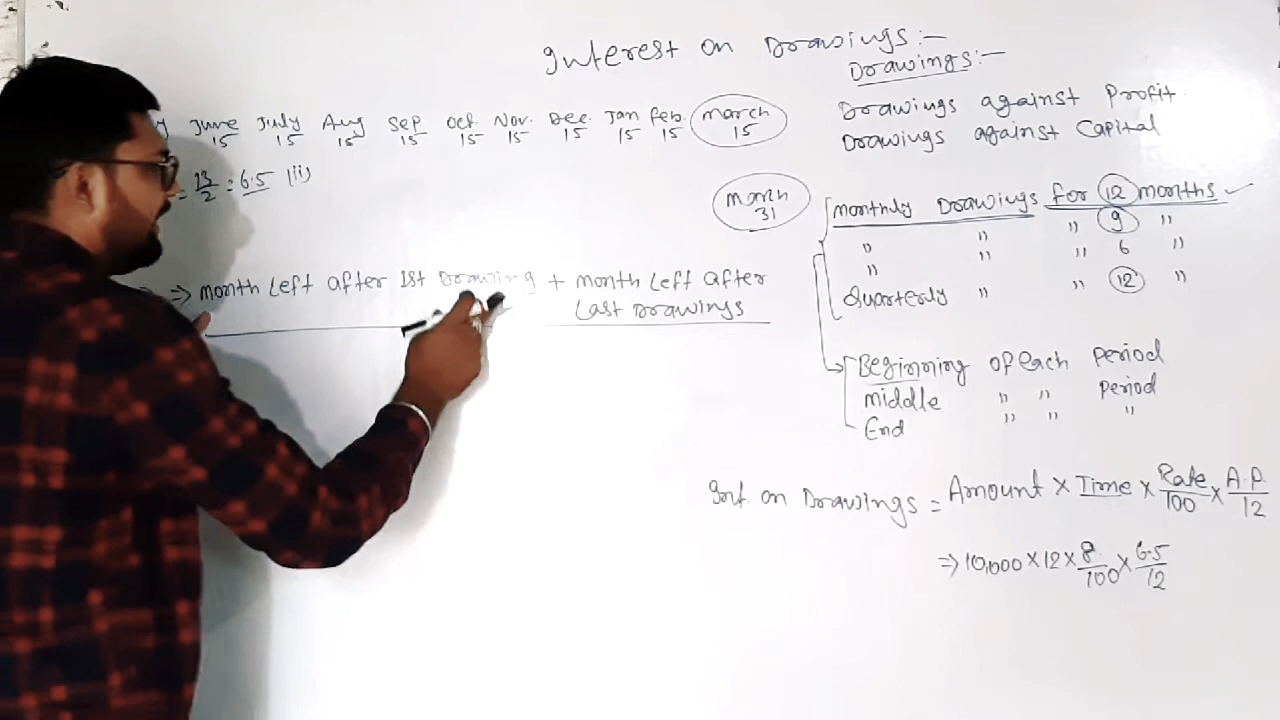 Interest on Drawings:-
Drawings:-
June July Aug Sep Oct. Nov. Dec. Jan Feb. March
15 15 15 15 15 15 15 15 15 15
Drawings against Profit
Drawings against Capital
= 13/2 = 6.5 (ii)
March
31
Monthly Drawings for 12 months ✓
" " " 9 "
" " " 6 "
Quarterly " " 12 "
⇒ Month Left after 1st Drawing + Month Left after
Last Drawings
Beginning of each period
Middle " " period
End " " "
Int. on Drawings = Amount × Time × Rate/100 × A.P./12
⇒ 10,000 × 12 × 8/100 × 6.5/12